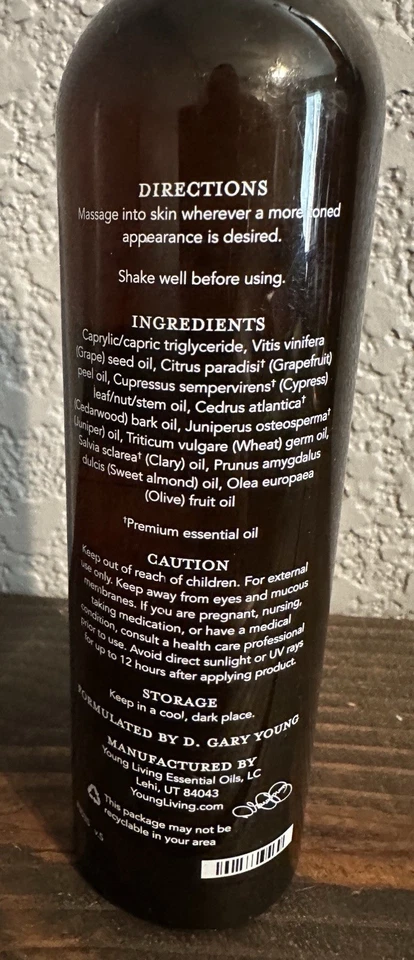 DIRECTIONS
Massage into skin wherever a more toned
appearance is desired.
Shake well before using.
INGREDIENTS
Caprylic/capric triglyceride, Vitis vinifera
(Grape) seed oil, Citrus paradisi† (Grapefruit)
peel oil, Cupressus sempervirens† (Cypress)
leaf/nut/stem oil, Cedrus atlantica†
(Cedarwood) bark oil, Juniperus osteosperma†
(Juniper) oil, Triticum vulgare (Wheat) germ oil,
Salvia sclarea† (Clary) oil, Prunus amygdalus
dulcis (Sweet almond) oil, Olea europaea
(Olive) fruit oil
†Premium essential oil
CAUTION
Keep out of reach of children. For external
use only. Keep away from eyes and mucous
membranes. If you are pregnant, nursing,
taking medication, or have a medical
condition, consult a health care professional
prior to use. Avoid direct sunlight or UV rays
for up to 12 hours after applying product.
STORAGE
Keep in a cool, dark place.
FORMULATED BY D. GARY YOUNG
MANUFACTURED BY
Young Living Essential Oils, LC
Lehi, UT 84043
YoungLiving.com
This package may not be
recyclable in your area